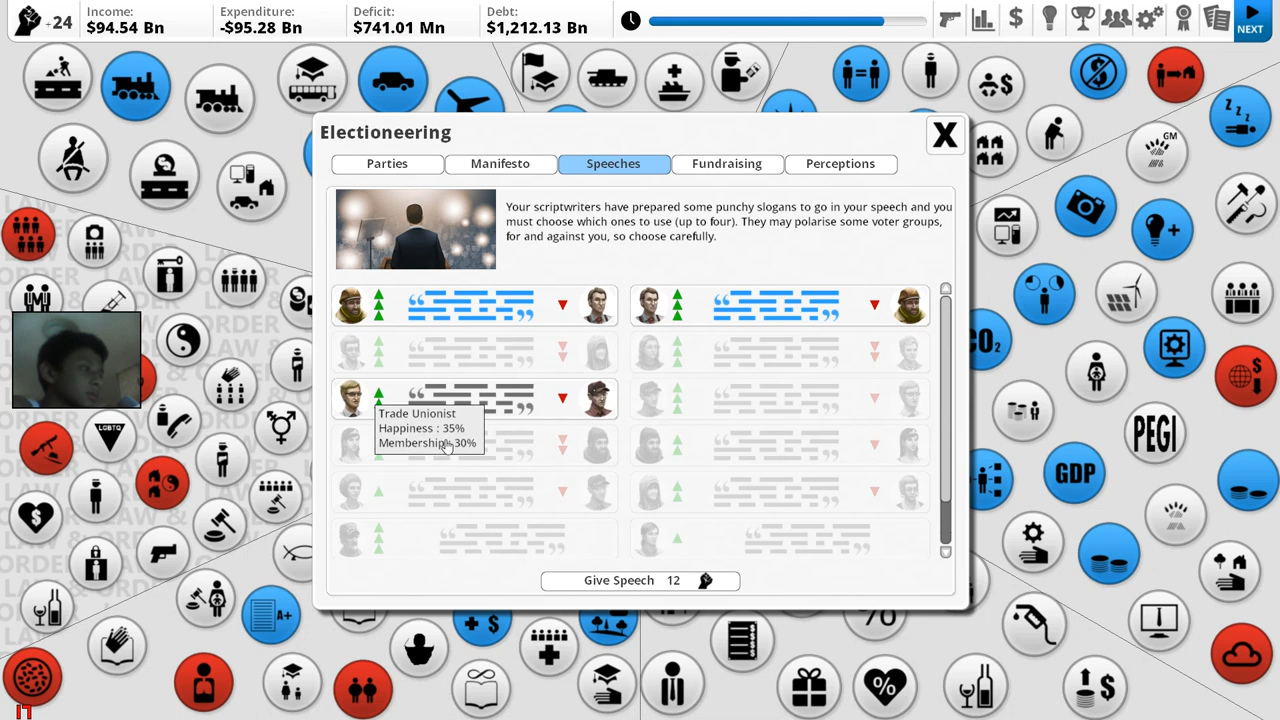 +24
Income:
$94.54 Bn
Expenditure:
-$95.28 Bn
Deficit:
$741.01 Mn
Debt:
$1,212.13 Bn
NEXT
Electioneering
X
Parties
Manifesto
Speeches
Fundraising
Perceptions
Your scriptwriters have prepared some punchy slogans to go in your speech and you
must choose which ones to use (up to four). They may polarise some voter groups,
for and against you, so choose carefully.
Trade Unionist
Happiness : 35%
Membership : 30%
Give Speech 12
GM
Z Z Z
CO2
PEGI
GDP
LGBTQ
A+
LAW & ORDER
17